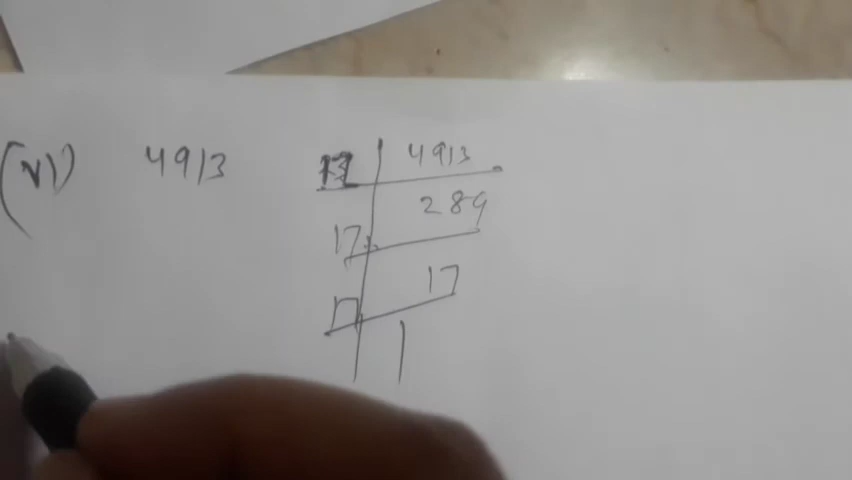 (vi) 4913 17 | 4913
289
17 | 17
17 | 1